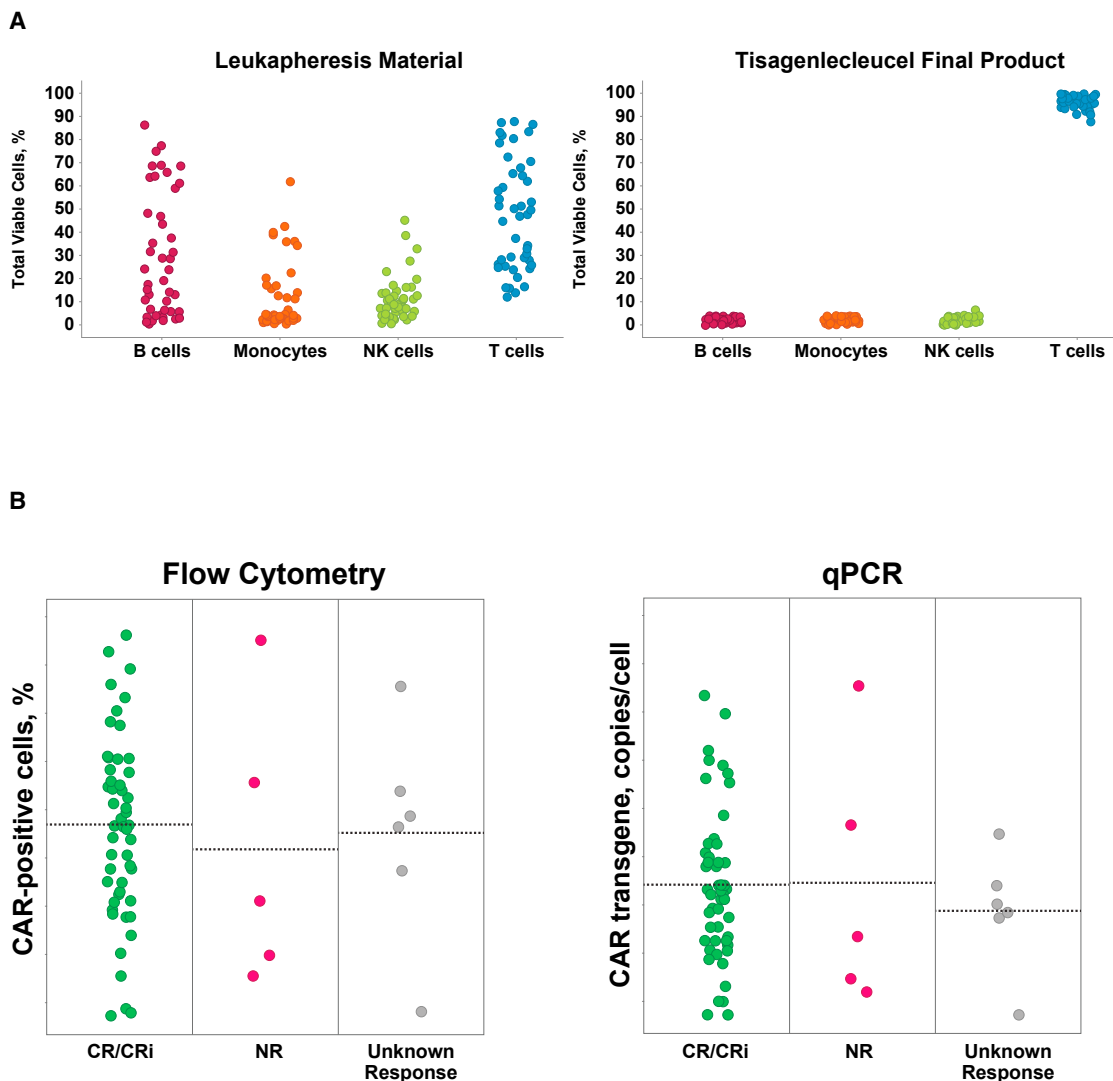 A
Leukapheresis Material
Tisagenlecleucel Final Product
Total Viable Cells, %
100
90
80
70
60
50
40
30
20
10
0
B cells
Monocytes
NK cells
T cells
Total Viable Cells, %
100
90
80
70
60
50
40
30
20
10
0
B cells
Monocytes
NK cells
T cells
B
Flow Cytometry
CAR-positive cells, %
CR/CRi
NR
Unknown
Response
qPCR
CAR transgene, copies/cell
CR/CRi
NR
Unknown
Response